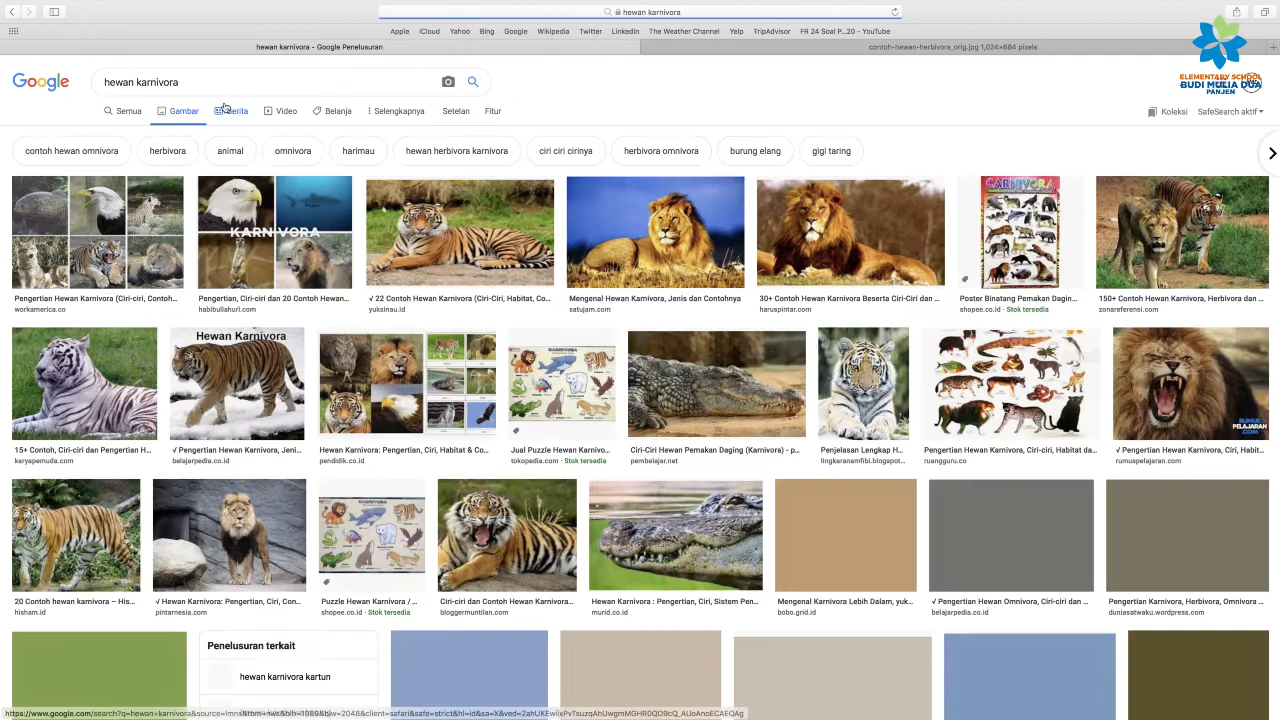 hewan karnivora
Apple iCloud Yahoo Bing Google Wikipedia Twitter LinkedIn The Weather Channel Yelp TripAdvisor FR 24 Soal P...20 - YouTube
hewan karnivora - Google Penelusuran
contoh-hewan-herbivora_orig.jpg 1,024×684 pixels
ELEMENTARY SCHOOL
BUDI MULIA DUA
PANJEN
Google hewan karnivora
Semua Gambar Berita Video Belanja Selengkapnya Setelan Fitur Koleksi SafeSearch aktif
contoh hewan omnivora herbivora animal omnivora harimau hewan herbivora karnivora ciri ciri cirinya herbivora omnivora burung elang gigi taring
KARNIVORA
CARNIVORA
Pengertian Hewan Karnivora (Ciri-ciri, Contoh...
workamerica.co
Pengertian, Ciri-ciri dan 20 Contoh Hewan...
habibullahurl.com
√ 22 Contoh Hewan Karnivora (Ciri-Ciri, Habitat, Co...
yuksinau.id
Mengenal Hewan Karnivora, Jenis dan Contohnya
satujam.com
30+ Contoh Hewan Karnivora Beserta Ciri-Ciri dan ...
haruspintar.com
Poster Binatang Pemakan Dagin...
shopee.co.id · Stok tersedia
150+ Contoh Hewan Karnivora, Herbivora dan ...
zonareferensi.com
Hewan Karnivora
KARNIVORA
RUMUS
PELAJARAN
.COM
15+ Contoh, Ciri-ciri dan Pengertian H...
karyapemuda.com
√ Pengertian Hewan Karnivora, Jeni...
belajarpedia.co.id
Hewan Karnivora: Pengertian, Ciri, Habitat & Co...
pendidik.co.id
Jual Puzzle Hewan Karnivo...
tokopedia.com · Stok tersedia
Ciri-Ciri Hewan Pemakan Daging (Karnivora) - p...
pembelajar.net
Penjelasan Lengkap H...
lingkaranamfibi.blogspot...
Pengertian Hewan Karnivora, Ciri-ciri, Habitat da...
ruangguru.co
√ Pengertian Hewan Karnivora, Ciri, Habit...
rumuspelajaran.com
KARNIVORA
20 Contoh hewan karnivora – His...
hisham.id
√ Hewan Karnivora: Pengertian, Ciri, Con...
pintarnesia.com
Puzzle Hewan Karnivora / ...
shopee.co.id · Stok tersedia
Ciri-ciri dan Contoh Hewan Karnivora...
bloggermuntilan.com
Hewan Karnivora : Pengertian, Ciri, Sistem Pen...
murid.co.id
Mengenal Karnivora Lebih Dalam, yuk...
bobo.grid.id
√ Pengertian Hewan Omnivora, Ciri-ciri dan ...
belajarpedia.co.id
Pengertian Karnivora, Herbivora, Omnivora ...
duniasatwaku.wordpress.com
Penelusuran terkait
hewan karnivora kartun